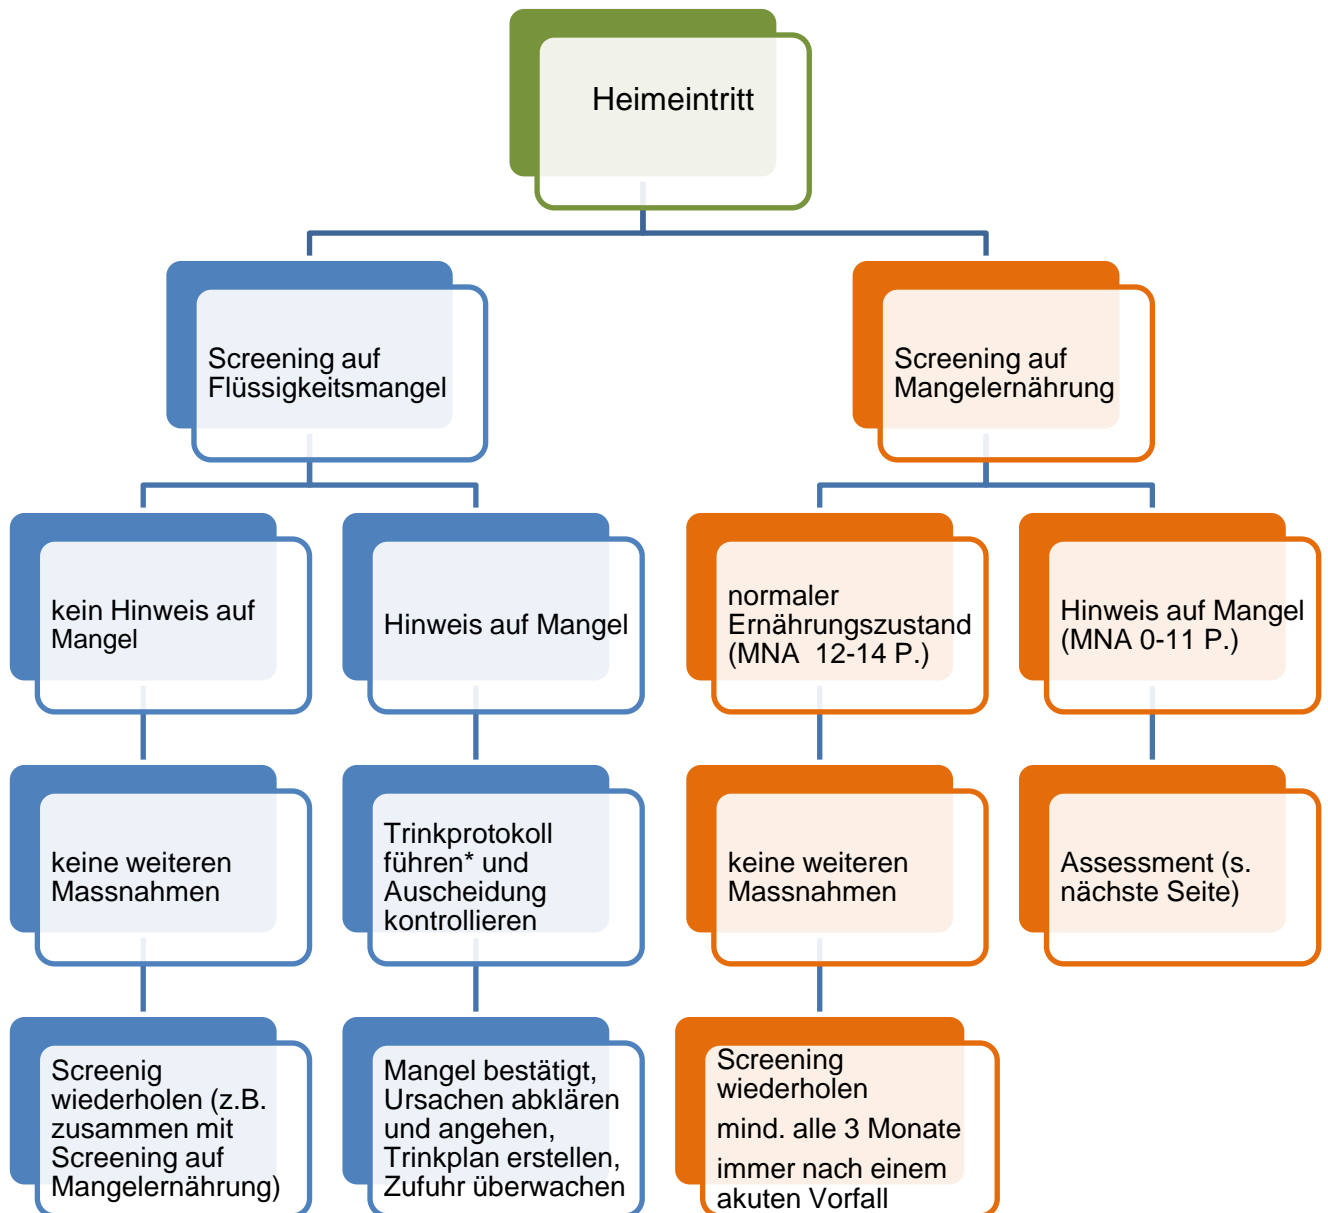 Heimeintritt
Screening auf
Flüssigkeitsmangel
Screening auf
Mangelernährung
kein Hinweis auf
Mangel
Hinweis auf Mangel
normaler
Ernährungszustand
(MNA  12-14 P.)
Hinweis auf Mangel
(MNA 0-11 P.)
keine weiteren
Massnahmen
Trinkprotokoll
führen* und
Auscheidung
kontrollieren
keine weiteren
Massnahmen
Assessment (s.
nächste Seite)
Screenig
wiederholen (z.B.
zusammen mit
Screening auf
Mangelernährung)
Mangel bestätigt,
Ursachen abklären
und angehen,
Trinkplan erstellen,
Zufuhr überwachen
Screening
wiederholen
mind. alle 3 Monate
immer nach einem
akuten Vorfall